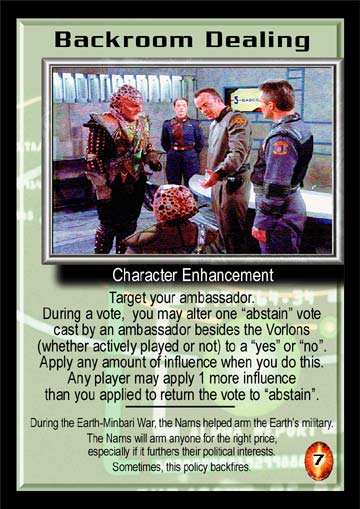 Backroom Dealing
Character Enhancement
Target your ambassador.
During a vote, you may alter one "abstain" vote
cast by an ambassador besides the Vorlons
(whether actively played or not) to a "yes" or "no".
Apply any amount of influence when you do this.
Any player may apply 1 more influence
than you applied to return the vote to "abstain".
During the Earth-Minbari War, the Narns helped arm the Earth's military.
The Narns will arm anyone for the right price,
especially if it furthers their political interests.
Sometimes, this policy backfires.
7